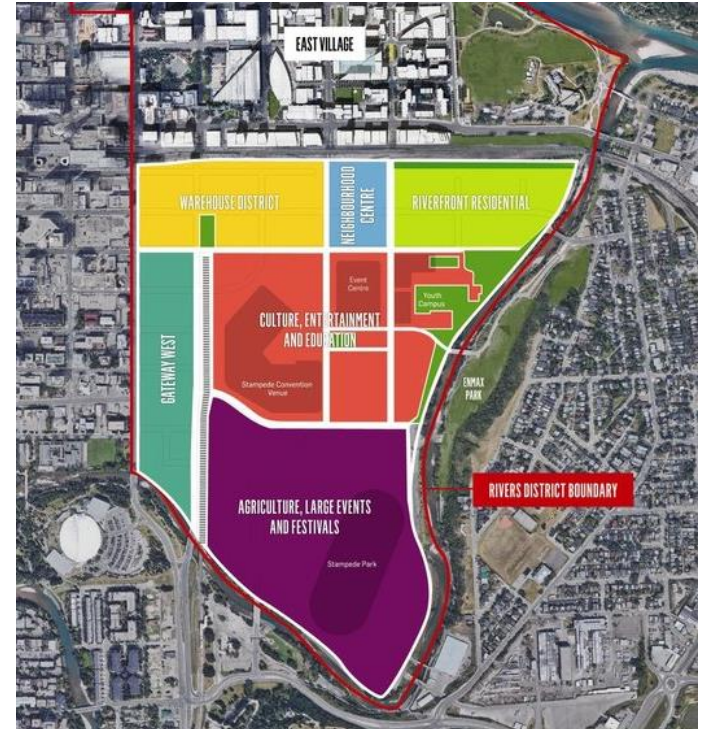 EAST VILLAGE
WAREHOUSE DISTRICT
NEIGHBOURHOOD
CENTRE
RIVERFRONT RESIDENTIAL
GATEWAY WEST
Event
Centre
Youth
Campus
CULTURE, ENTERTAINMENT
AND EDUCATION
Stampede Convention
Venue
ENMAX
PARK
RIVERS DISTRICT BOUNDARY
AGRICULTURE, LARGE EVENTS
AND FESTIVALS
Stampede Park